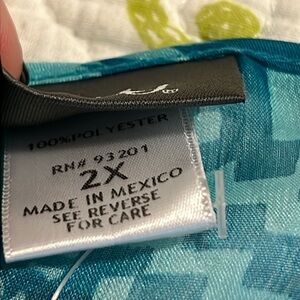 100%POLYESTER
RN# 93201
2X
MADE IN MEXICO
SEE REVERSE
FOR CARE